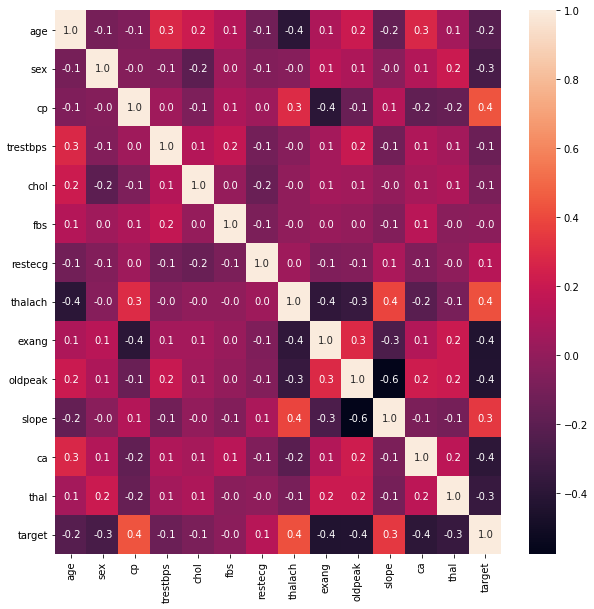 age 1.0 -0.1 -0.1 0.3 0.2 0.1 -0.1 -0.4 0.1 0.2 -0.2 0.3 0.1 -0.2
sex -0.1 1.0 -0.0 -0.1 -0.2 0.0 -0.1 -0.0 0.1 0.1 -0.0 0.1 0.2 -0.3
cp -0.1 -0.0 1.0 0.0 -0.1 0.1 0.0 0.3 -0.4 -0.1 0.1 -0.2 -0.2 0.4
trestbps 0.3 -0.1 0.0 1.0 0.1 0.2 -0.1 -0.0 0.1 0.2 -0.1 0.1 0.1 -0.1
chol 0.2 -0.2 -0.1 0.1 1.0 0.0 -0.2 -0.0 0.1 0.1 -0.0 0.1 0.1 -0.1
fbs 0.1 0.0 0.1 0.2 0.0 1.0 -0.1 -0.0 0.0 0.0 -0.1 0.1 -0.0 -0.0
restecg -0.1 -0.1 0.0 -0.1 -0.2 -0.1 1.0 0.0 -0.1 -0.1 0.1 -0.1 -0.0 0.1
thalach -0.4 -0.0 0.3 -0.0 -0.0 -0.0 0.0 1.0 -0.4 -0.3 0.4 -0.2 -0.1 0.4
exang 0.1 0.1 -0.4 0.1 0.1 0.0 -0.1 -0.4 1.0 0.3 -0.3 0.1 0.2 -0.4
oldpeak 0.2 0.1 -0.1 0.2 0.1 0.0 -0.1 -0.3 0.3 1.0 -0.6 0.2 0.2 -0.4
slope -0.2 -0.0 0.1 -0.1 -0.0 -0.1 0.1 0.4 -0.3 -0.6 1.0 -0.1 -0.1 0.3
ca 0.3 0.1 -0.2 0.1 0.1 0.1 -0.1 -0.2 0.1 0.2 -0.1 1.0 0.2 -0.4
thal 0.1 0.2 -0.2 0.1 0.1 -0.0 -0.0 -0.1 0.2 0.2 -0.1 0.2 1.0 -0.3
target -0.2 -0.3 0.4 -0.1 -0.1 -0.0 0.1 0.4 -0.4 -0.4 0.3 -0.4 -0.3 1.0
age sex cp trestbps chol fbs restecg thalach exang oldpeak slope ca thal target
1.0
0.8
0.6
0.4
0.2
0.0
−0.2
−0.4